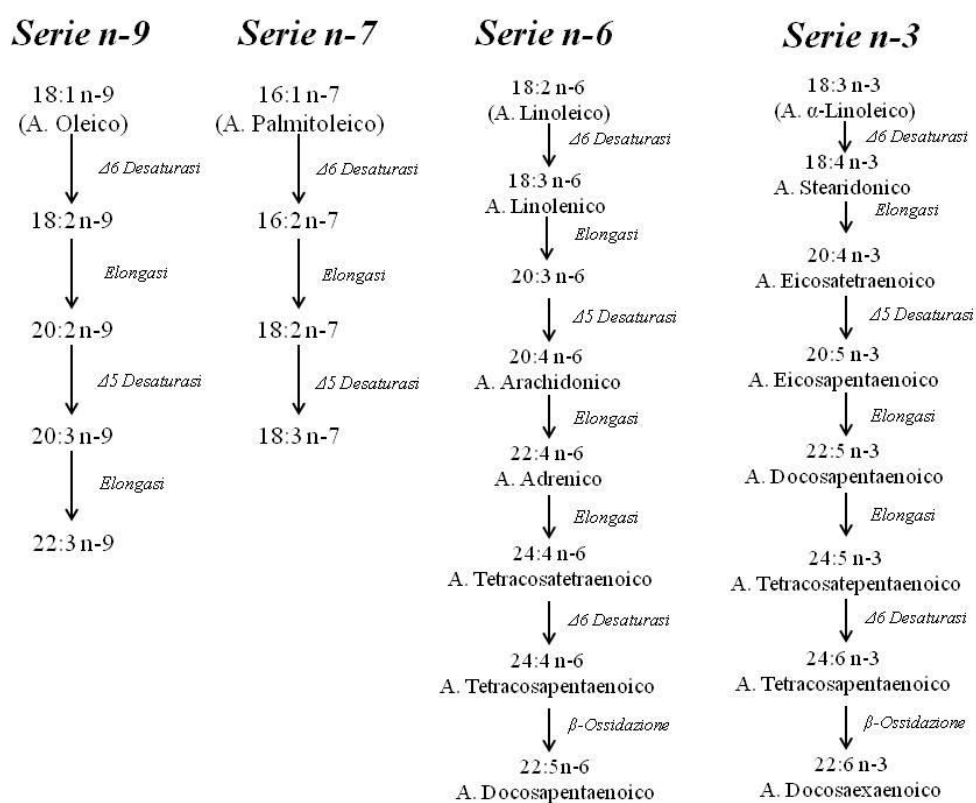 Serie n-9
18:1 n-9
(A. Oleico)
Δ6 Desaturasi
18:2 n-9
Elongasi
20:2 n-9
Δ5 Desaturasi
20:3 n-9
Elongasi
22:3 n-9
Serie n-7
16:1 n-7
(A. Palmitoleico)
Δ6 Desaturasi
16:2 n-7
Elongasi
18:2 n-7
Δ5 Desaturasi
18:3 n-7
Serie n-6
18:2 n-6
(A. Linoleico)
Δ6 Desaturasi
18:3 n-6
A. Linolenico
Elongasi
20:3 n-6
Δ5 Desaturasi
20:4 n-6
A. Arachidonico
Elongasi
22:4 n-6
A. Adrenico
Elongasi
24:4 n-6
A. Tetracosatetraenoico
Δ6 Desaturasi
24:4 n-6
A. Tetracosapentaenoico
β-Ossidazione
22:5n-6
A. Docosapentaenoico
Serie n-3
18:3 n-3
(A. α-Linoleico)
Δ6 Desaturasi
18:4 n-3
A. Stearidonico
Elongasi
20:4 n-3
A. Eicosatetraenoico
Δ5 Desaturasi
20:5 n-3
A. Eicosapentaenoico
Elongasi
22:5 n-3
A. Docosapentaenoico
Elongasi
24:5 n-3
A. Tetracosatepentaenoico
Δ6 Desaturasi
24:6 n-3
A. Tetracosapentaenoico
β-Ossidazione
22:6 n-3
A. Docosaexaenoico